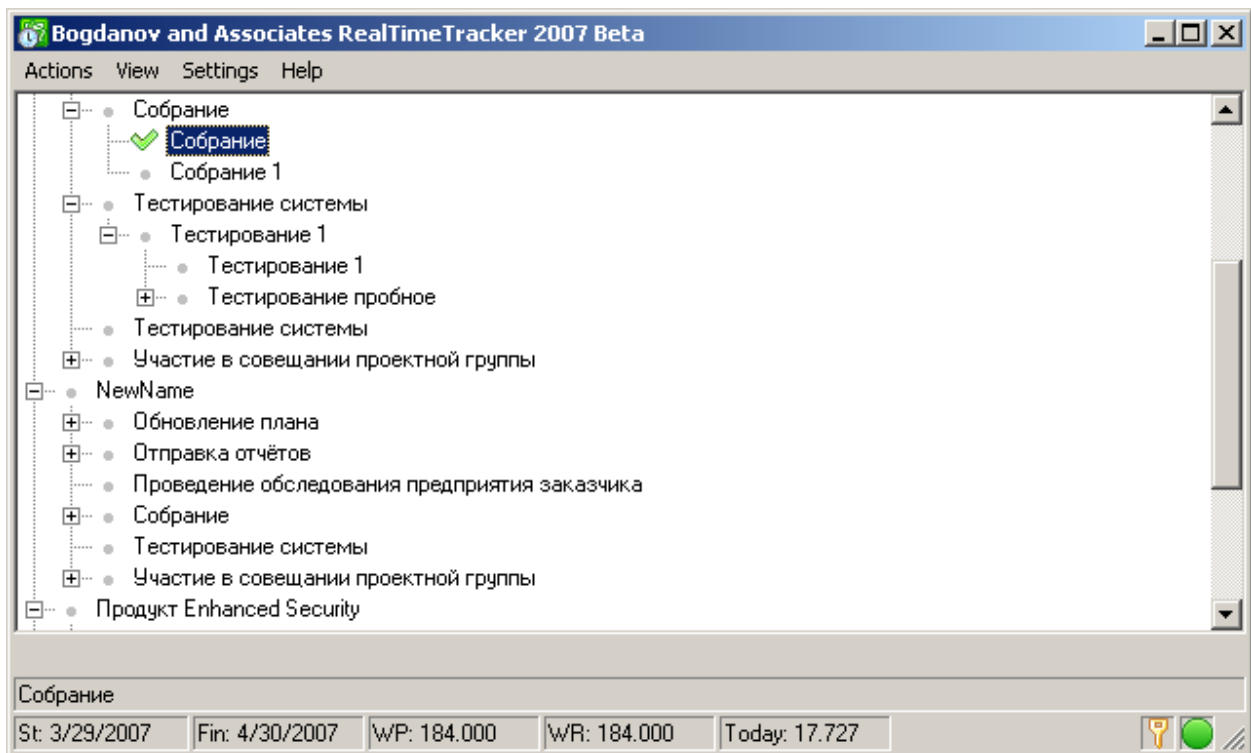 Bogdanov and Associates RealTimeTracker 2007 Beta
Actions View Settings Help
Собрание
Собрание
Собрание 1
Тестирование системы
Тестирование 1
Тестирование 1
Тестирование пробное
Тестирование системы
Участие в совещании проектной группы
NewName
Обновление плана
Отправка отчётов
Проведение обследования предприятия заказчика
Собрание
Тестирование системы
Участие в совещании проектной группы
Продукт Enhanced Security
Собрание
St: 3/29/2007 Fin: 4/30/2007 WP: 184.000 WR: 184.000 Today: 17.727